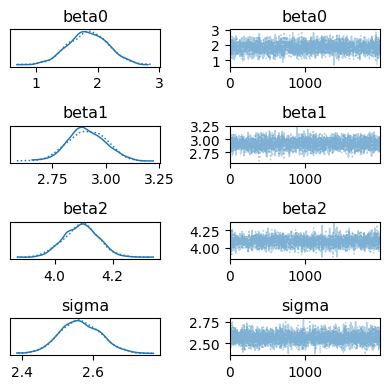 beta0 beta0
3
2
1
1 2 3 0 1000
beta1 beta1
3.25
3.00
2.75
2.75 3.00 3.25 0 1000
beta2 beta2
4.25
4.00
4.0 4.2 0 1000
sigma sigma
2.75
2.50
2.4 2.6 0 1000